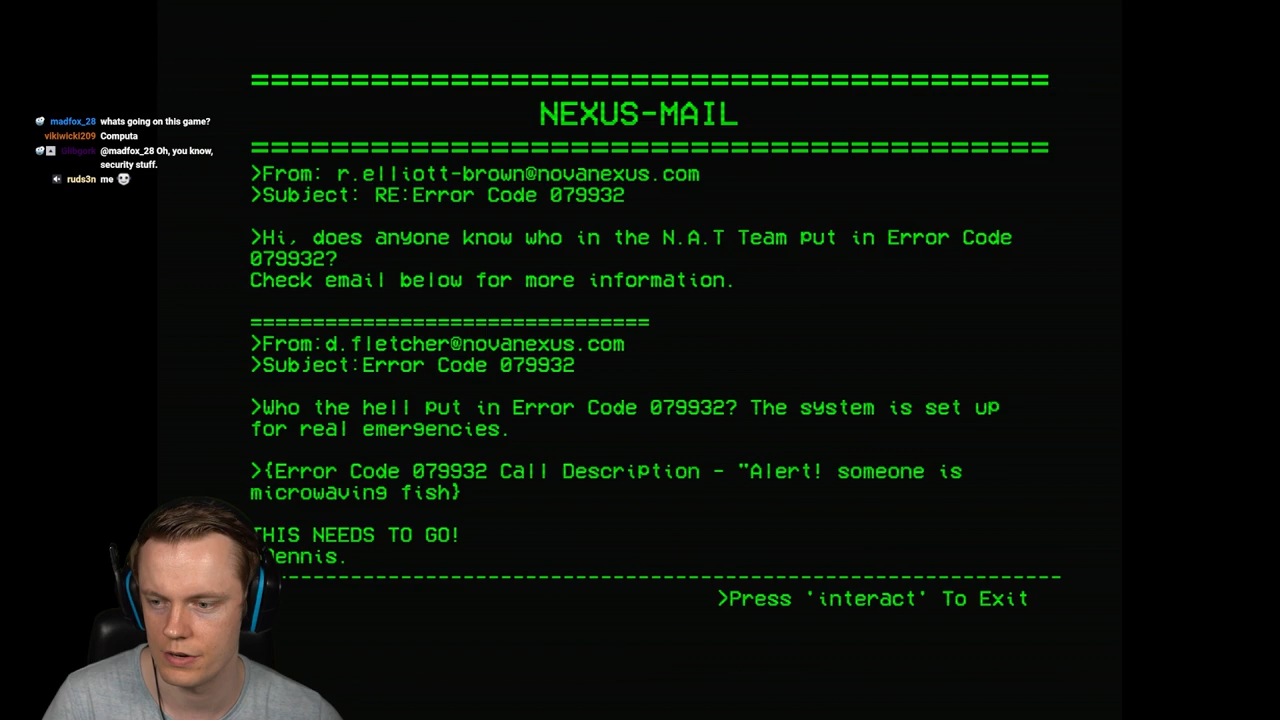 madfox_28 whats going on this game?
vikiwicki209 Computa
@madfox_28 Oh, you know,
security stuff.
ruds3n me
========================================
NEXUS-MAIL
========================================
>From: r.elliott-brown@novanexus.com
>Subject: RE:Error Code 079932
>Hi, does anyone know who in the N.A.T Team put in Error Code
079932?
Check email below for more information.
================================
>From:d.fletcher@novanexus.com
>Subject:Error Code 079932
>Who the hell put in Error Code 079932? The system is set up
for real emergencies.
>{Error Code 079932 Call Description - "Alert! someone is
microwaving fish}
THIS NEEDS TO GO!
Dennis.
>Press 'interact' To Exit